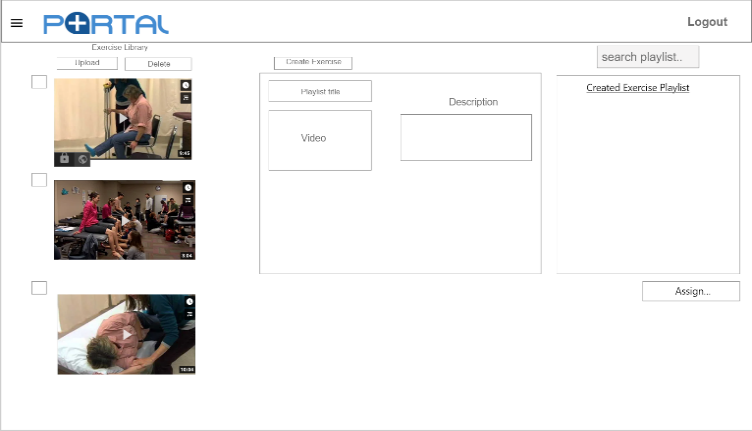 PORTAL
Logout
Exercise Library
Upload
Delete
Create Exercise
search playlist..
Playlist title
Description
Video
Created Exercise Playlist
Assign...
9:45
5:04
10:04